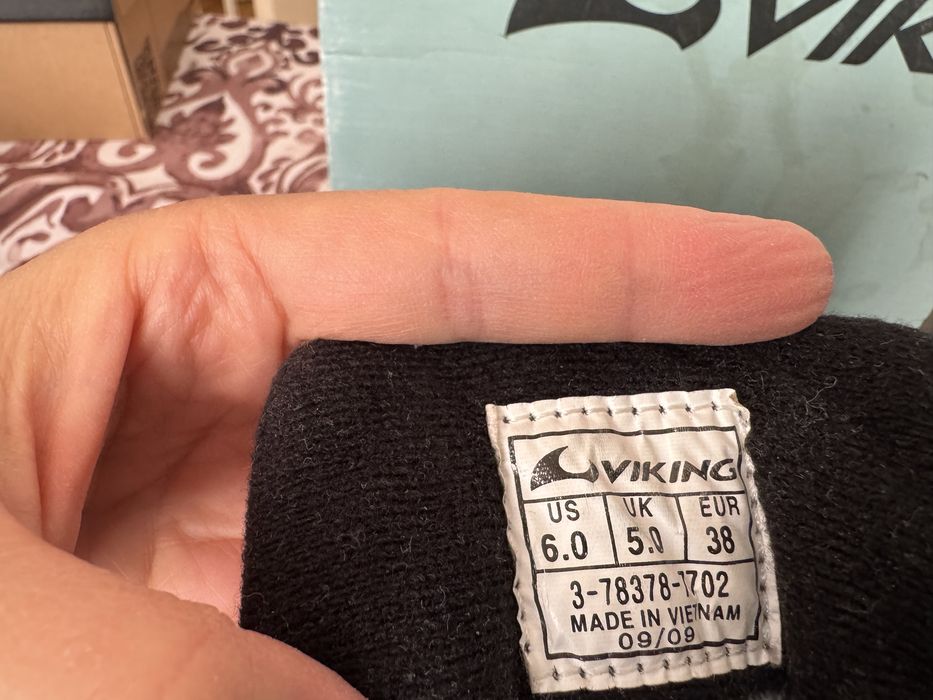 VIKING
US UK EUR
6.0 5.0 38
3-78378-1702
MADE IN VIETNAM
09/09